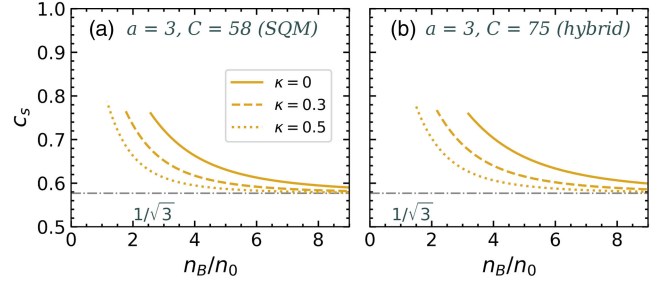 (a) a = 3, C = 58 (SQM)
κ = 0
κ = 0.3
κ = 0.5
1/√3
c_s
1.0
0.9
0.8
0.7
0.6
0.5
0 2 4 6 8
n_B/n_0
(b) a = 3, C = 75 (hybrid)
1/√3
0 2 4 6 8
n_B/n_0